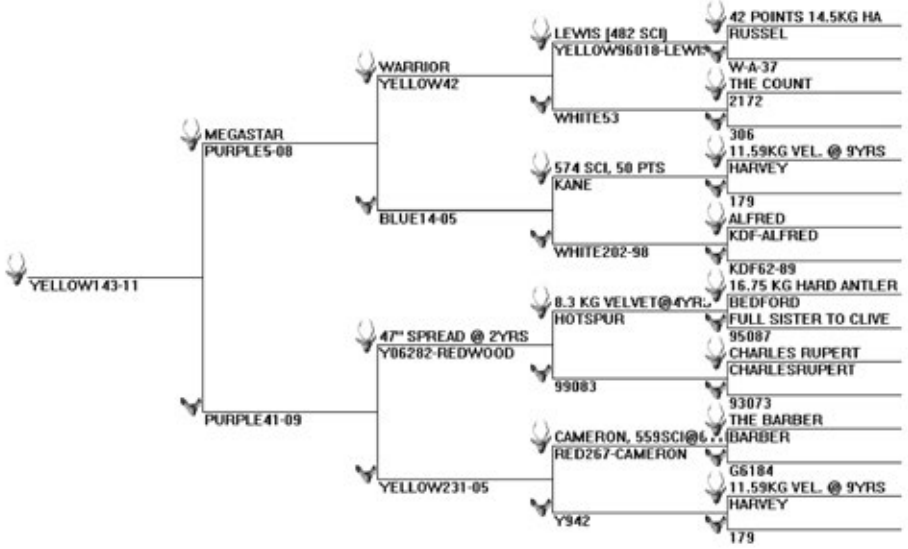 42 POINTS 14.5KG HA
LEWIS [482 SCI]
RUSSEL
YELLOW96018-LEWIS
W-A-37
WARRIOR
THE COUNT
YELLOW42
2172
WHITE53
306
MEGASTAR
11.59KG VEL. @ 9YRS
PURPLE5-08
574 SCI, 50 PTS
HARVEY
KANE
179
BLUE14-05
ALFRED
KDF-ALFRED
WHITE202-98
KDF62-89
YELLOW143-11
16.75 KG HARD ANTLER
8.3 KG VELVET@4YRS
BEDFORD
HOTSPUR
FULL SISTER TO CLIVE
47" SPREAD @ 2YRS
95087
Y06282-REDWOOD
CHARLES RUPERT
CHARLESRUPERT
99083
93073
PURPLE41-09
THE BARBER
CAMERON, 559SCI@6
BARBER
RED267-CAMERON
G6184
YELLOW231-05
11.59KG VEL. @ 9YRS
HARVEY
Y942
179